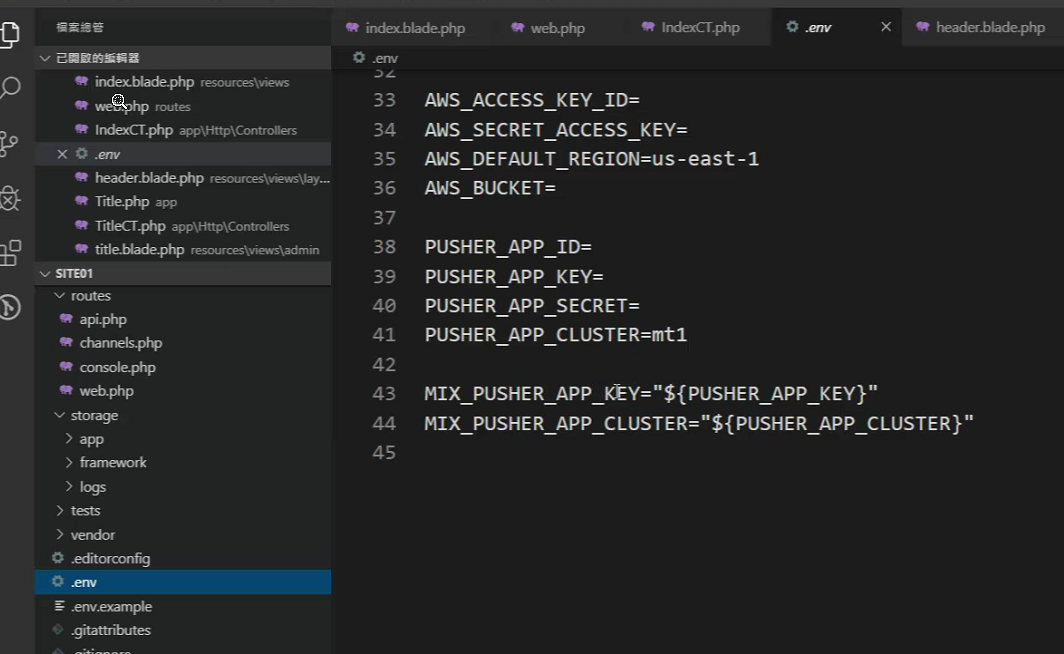 檔案總管
已開啟的編輯器
index.blade.php resources\views
web.php routes
IndexCT.php app\Http\Controllers
.env
header.blade.php resources\views\lay...
Title.php app
TitleCT.php app\Http\Controllers
title.blade.php resources\views\admin
SITE01
routes
api.php
channels.php
console.php
web.php
storage
app
framework
logs
tests
vendor
.editorconfig
.env
.env.example
.gitattributes
.gitignore
index.blade.php web.php IndexCT.php .env header.blade.php
.env
32
33 AWS_ACCESS_KEY_ID=
34 AWS_SECRET_ACCESS_KEY=
35 AWS_DEFAULT_REGION=us-east-1
36 AWS_BUCKET=
37
38 PUSHER_APP_ID=
39 PUSHER_APP_KEY=
40 PUSHER_APP_SECRET=
41 PUSHER_APP_CLUSTER=mt1
42
43 MIX_PUSHER_APP_KEY="${PUSHER_APP_KEY}"
44 MIX_PUSHER_APP_CLUSTER="${PUSHER_APP_CLUSTER}"
45